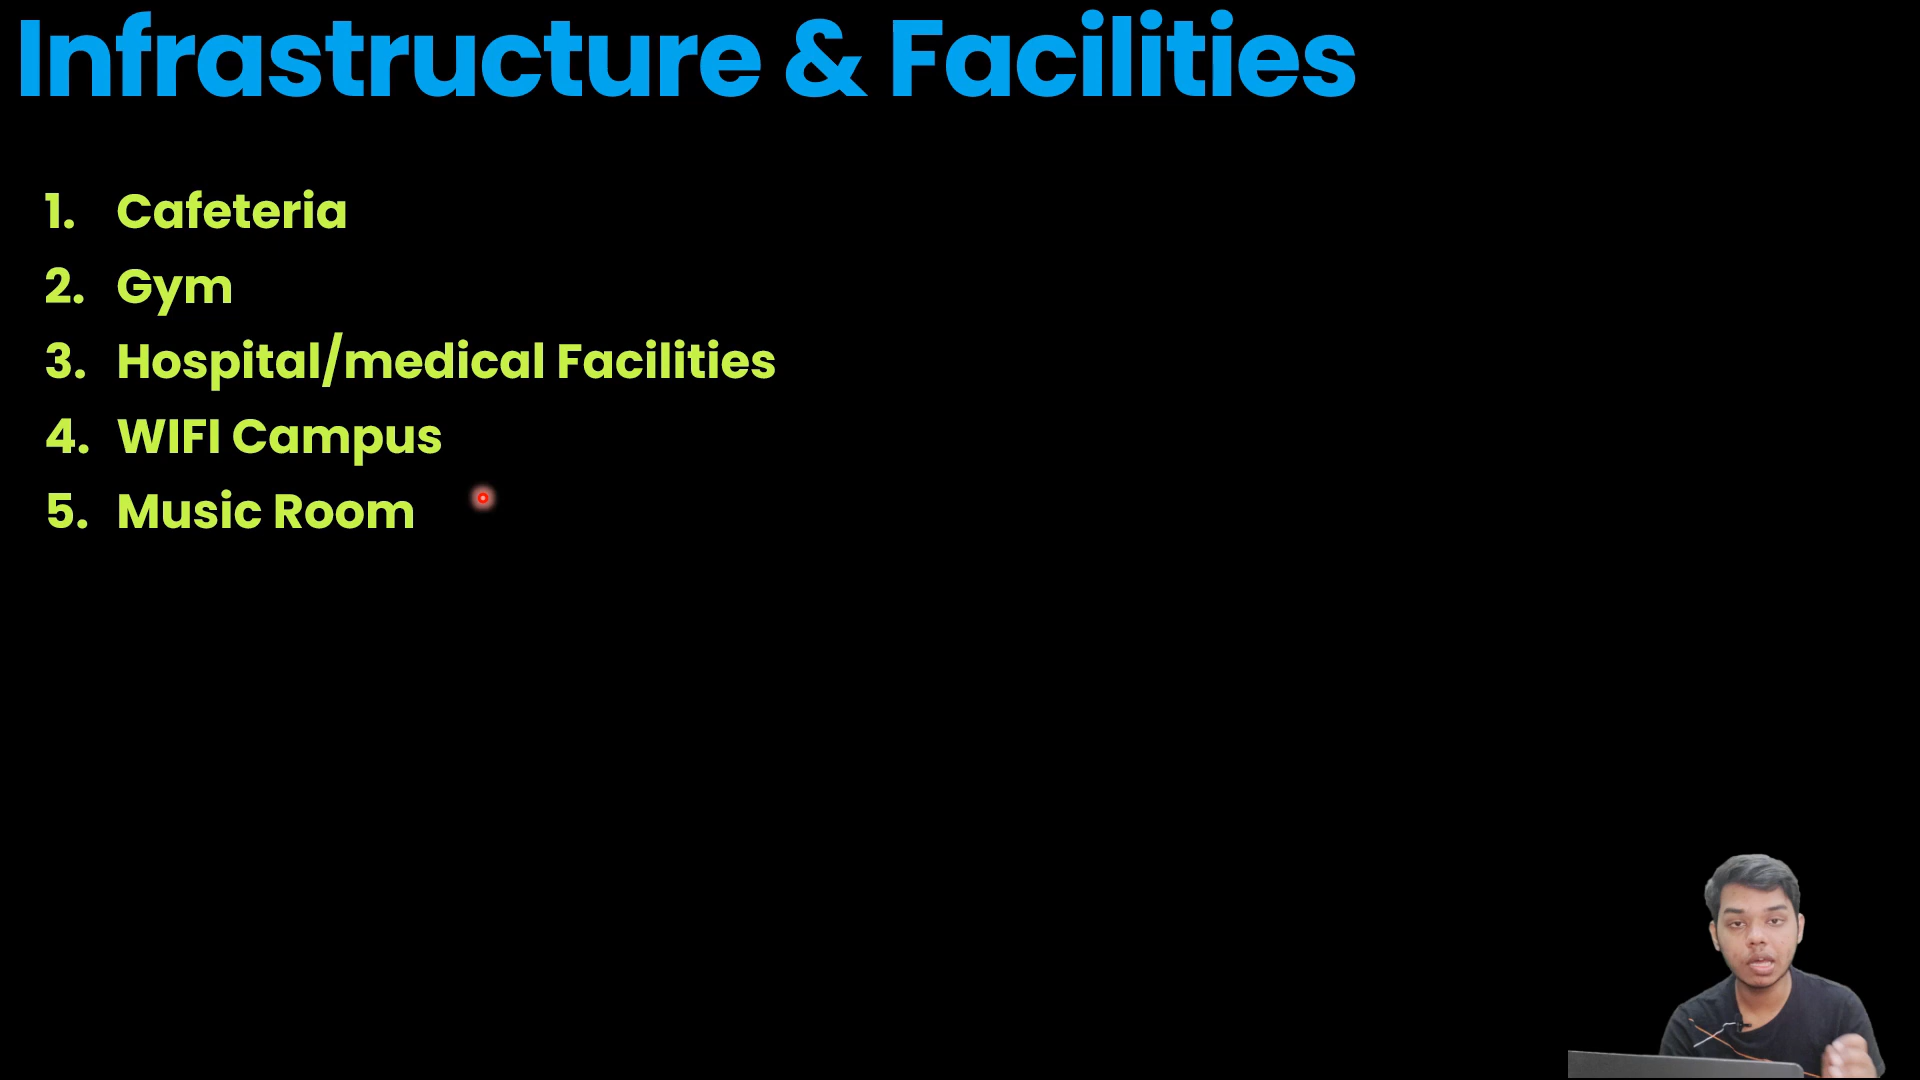 Infrastructure & Facilities
1. Cafeteria
2. Gym
3. Hospital/medical Facilities
4. WIFI Campus
5. Music Room